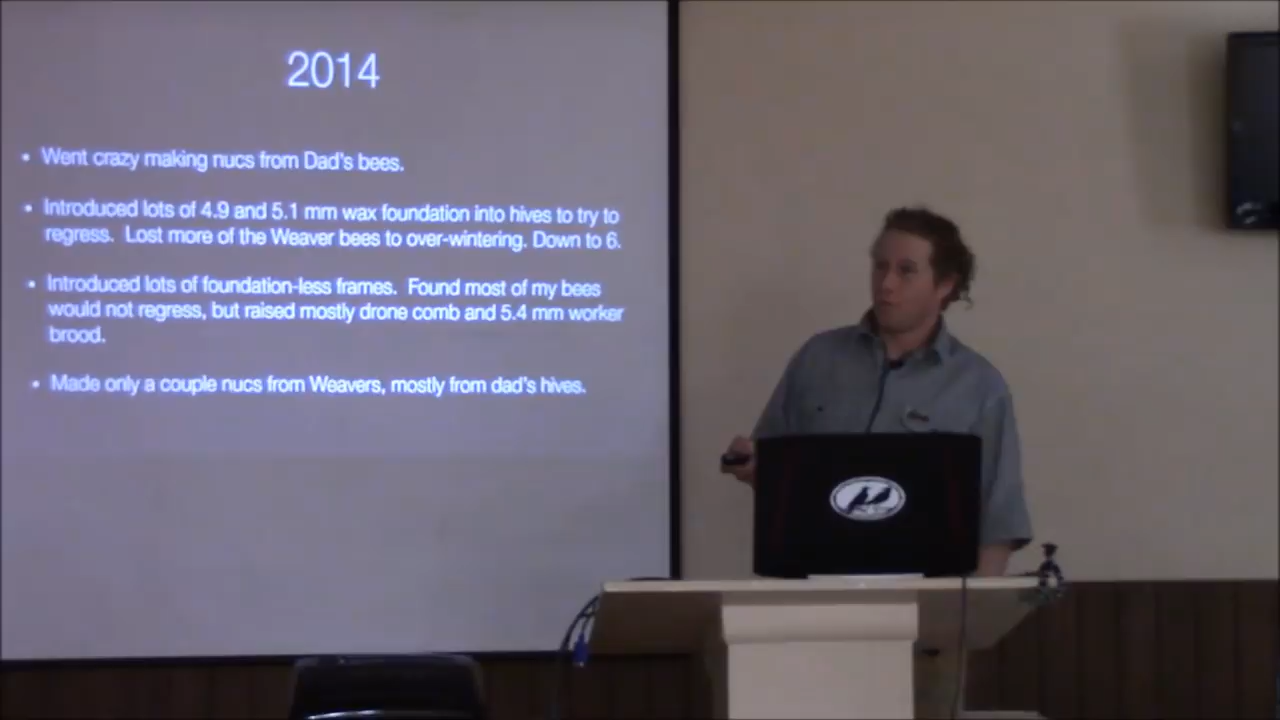 2014
• Went crazy making nucs from Dad's bees.
• Introduced lots of 4.9 and 5.1 mm wax foundation into hives to try to
regress. Lost more of the Weaver bees to over-wintering. Down to 6.
• Introduced lots of foundation-less frames. Found most of my bees
would not regress, but raised mostly drone comb and 5.4 mm worker
brood.
• Made only a couple nucs from Weavers, mostly from dad's hives.